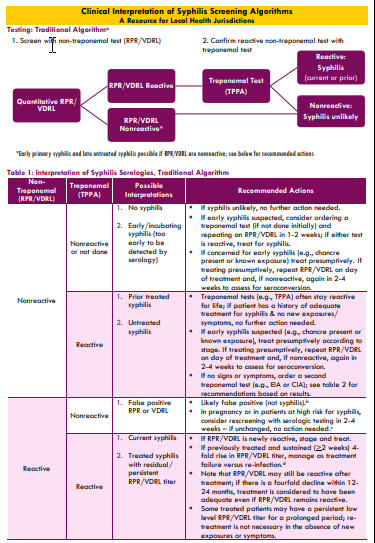 Clinical Interpretation of Syphilis Screening Algorithms
A Resource for Local Health Jurisdictions
Testing: Traditional Algorithmᵃ
1. Screen with non-treponemal test (RPR/VDRL)
2. Confirm reactive non-treponemal test with
treponemal test
Quantitative RPR/
VDRL
RPR/VDRL Reactive
RPR/VDRL
Nonreactive*
Treponemal Test
(TPPA)
Reactive:
Syphilis
(current or prior)
Nonreactive:
Syphilis unlikely
*Early primary syphilis and late untreated syphilis possible if RPR/VDRL are nonreactive; see below for recommended actions
Table 1: Interpretation of Syphilis Serologies, Traditional Algorithm
Non-
Treponemal
(RPR/VDRL)
Treponemal
(TPPA)
Possible
Interpretations
Recommended Actions
Nonreactive
Nonreactive
or not done
1. No syphilis
2. Early/incubating
syphilis (too
early to be
detected by
serology)
• If syphilis unlikely, no further action needed.
• If early syphilis suspected, consider ordering a
treponemal test (if not done initially) and
repeating an RPR/VDRL in 1-2 weeks; if either test
is reactive, treat for syphilis.
• If concerned for early syphilis (e.g., chancre
present or known exposure) treat presumptively. If
treating presumptively, repeat RPR/VDRL on day
of treatment and, if nonreactive, again in 2-4
weeks to assess for seroconversion.
Reactive
1. Prior treated
syphilis
2. Untreated
syphilis
• Treponemal tests (e.g., TPPA) often stay reactive
for life; if patient has a history of adequate
treatment for syphilis & no new exposures/
symptoms, no further action needed.
• If early syphilis suspected (e.g., chancre present or
known exposure), treat presumptively according to
stage. If treating presumptively, repeat RPR/VDRL
on day of treatment and, if nonreactive, again in
2-4 weeks to assess for seroconversion.
• If no signs or symptoms, order a second
treponemal test (e.g., EIA or CIA); see table 2 for
recommendations based on results.
Reactive
Nonreactive
1. False positive
RPR or VDRL
• Likely false positive (not syphilis).ᵇ
• In pregnancy or in patients at high risk for syphilis,
consider rescreening with serologic testing in 2-4
weeks – if unchanged, no action needed.ᶜ
Reactive
1. Current syphilis
2. Treated syphilis
with residual/
persistent
RPR/VDRL titer
• If RPR/VDRL is newly reactive, stage and treat.
• If previously treated and sustained (≥2 weeks) 4-
fold rise in RPR/VDRL titer, manage as treatment
failure versus re-infection.ᵈ
• Note that RPR/VDRL may still be reactive after
treatment; if there is a fourfold decline within 12-
24 months, treatment is considered to have been
adequate even if RPR/VDRL remains reactive.
• Some treated patients may have a persistent low
level RPR/VDRL titer for a prolonged period; re-
treatment is not necessary in the absence of new
exposures or symptoms.